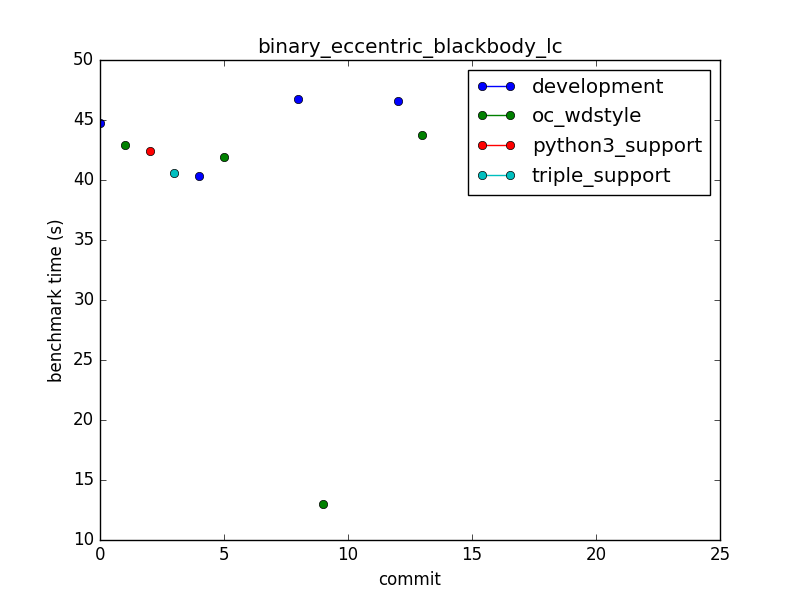 binary_eccentric_blackbody_lc
development
oc_wdstyle
python3_support
triple_support
benchmark time (s)
50
45
40
35
30
25
20
15
10
0 5 10 15 20 25
commit